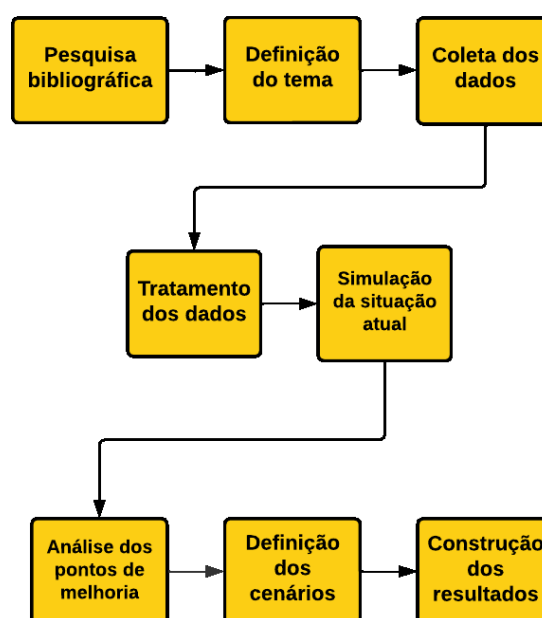 Pesquisa
bibliográfica
Definição
do tema
Coleta dos
dados
Tratamento
dos dados
Simulação
da situação
atual
Análise dos
pontos de
melhoria
Definição
dos
cenários
Construção
dos
resultados